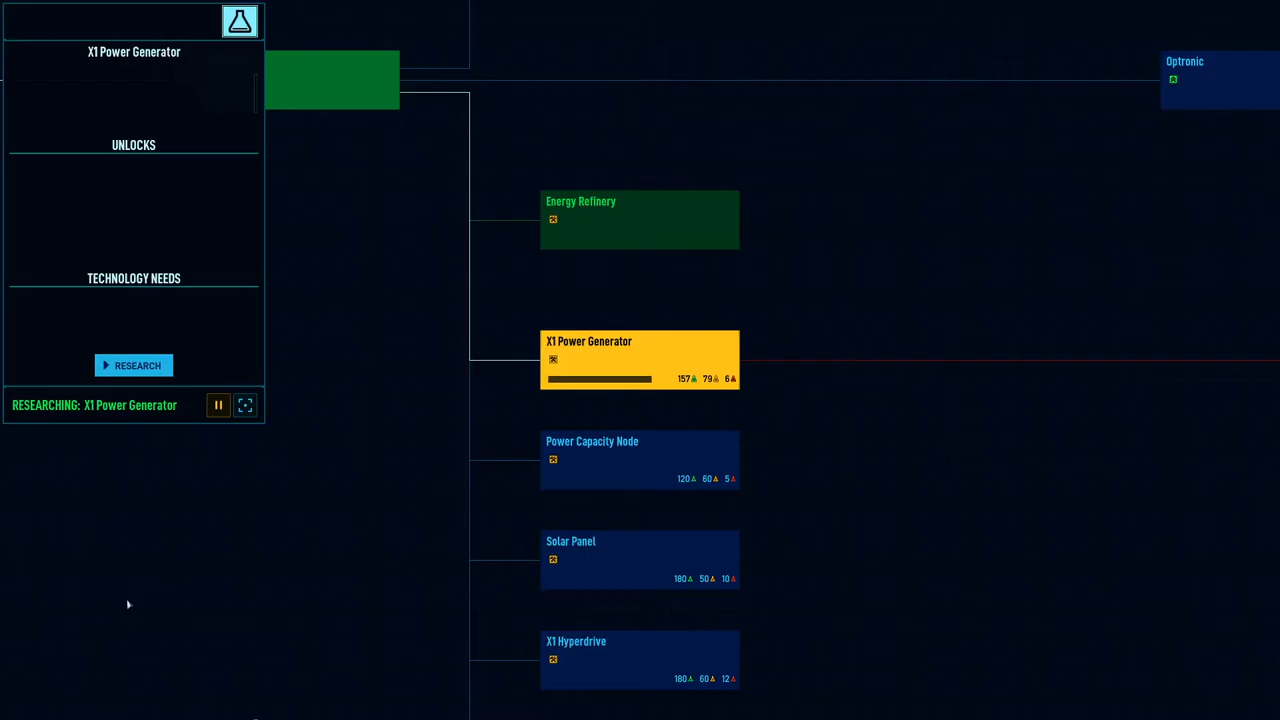 X1 Power Generator
UNLOCKS
TECHNOLOGY NEEDS
RESEARCH
RESEARCHING: X1 Power Generator
Optronic
Energy Refinery
X1 Power Generator
157 79 6
Power Capacity Node
120 60 5
Solar Panel
180 50 10
X1 Hyperdrive
180 60 12